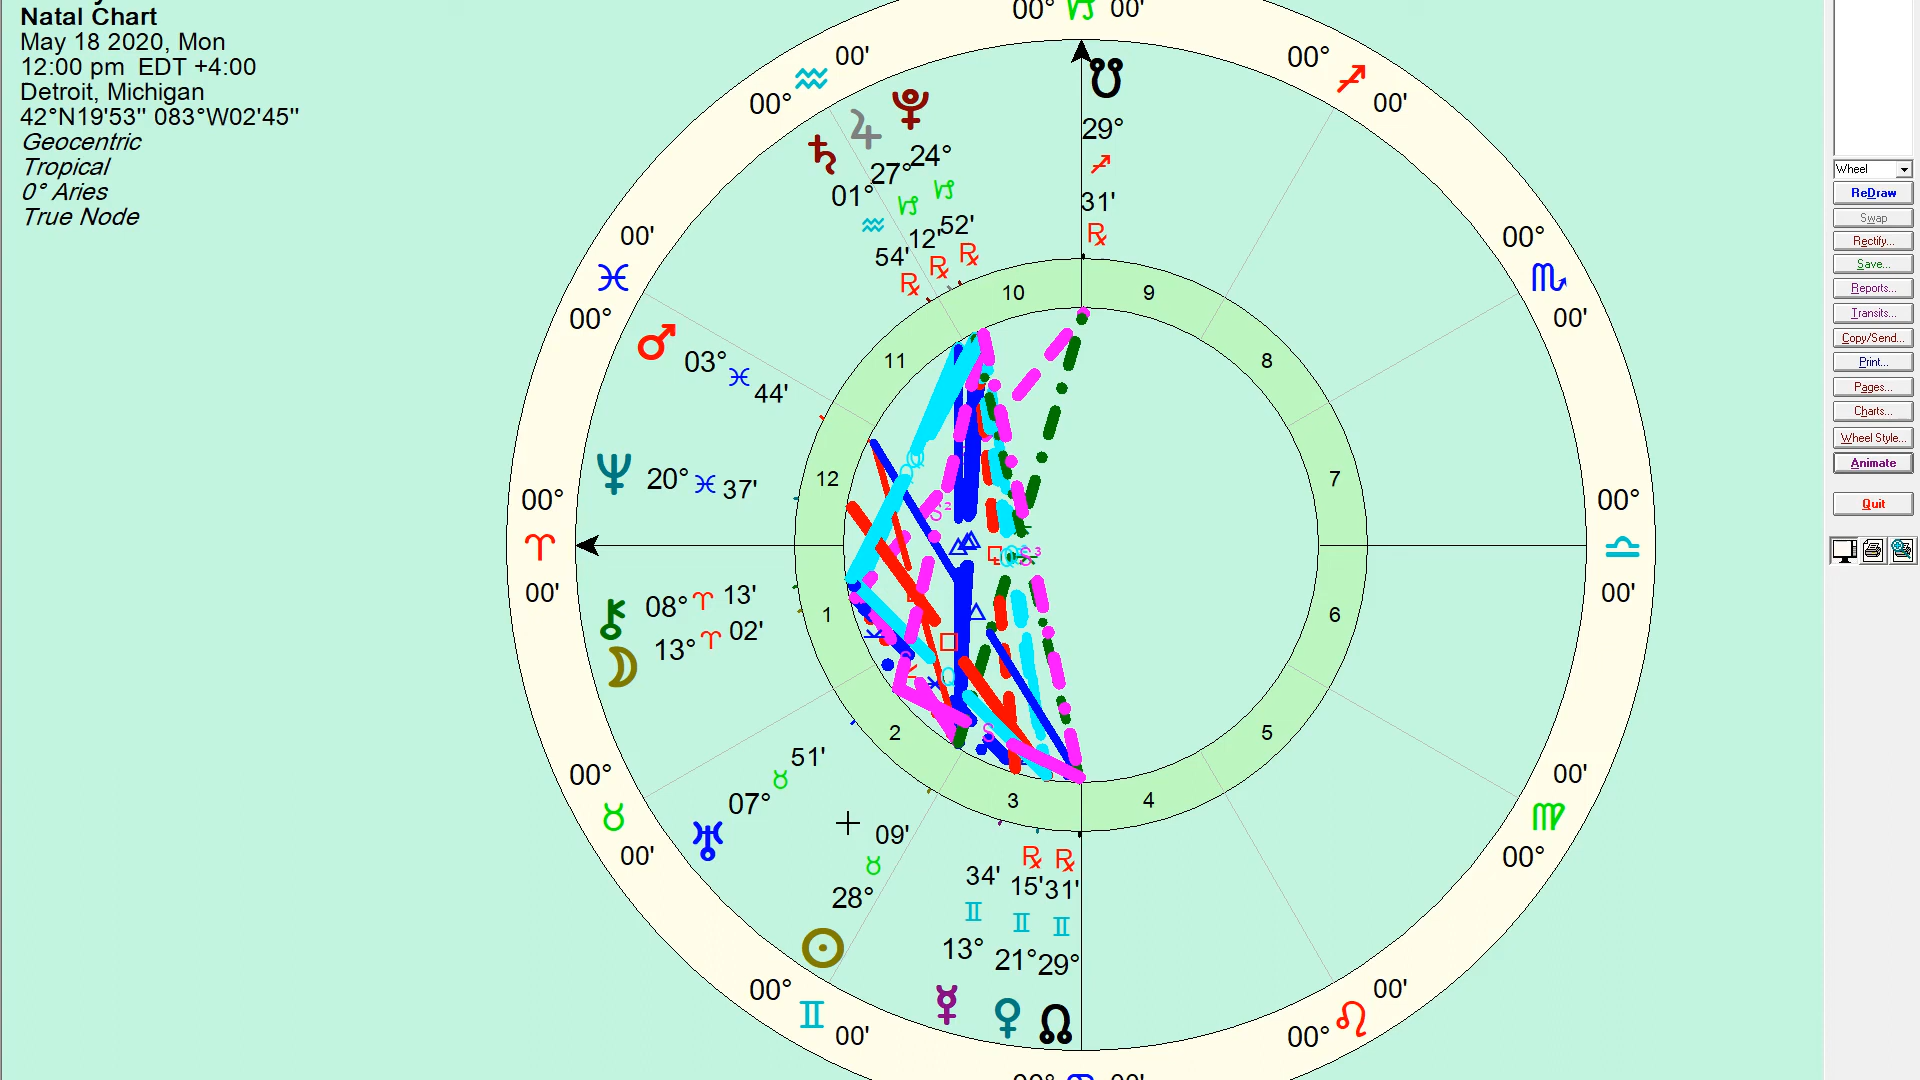 Natal Chart
May 18 2020, Mon
12:00 pm EDT +4:00
Detroit, Michigan
42°N19'53" 083°W02'45"
Geocentric
Tropical
0° Aries
True Node
00° ♑ 00'
00' ♒ 00°
00° ♐ 00'
00' ♓ 00°
00° ♏ 00'
00° ♈ 00'
00° ♎ 00'
00° ♉ 00'
00' ♍ 00°
00° ♊ 00'
00° ♌ 00'
♄ 01° ♒ 54' ℞
♃ 27° ♑ 12' ℞
♇ 24° ♑ 52' ℞
☋ 29° ♐ 31' ℞
♂ 03° ♓ 44'
♆ 20° ♓ 37'
⚷ 08° ♈ 13'
☽ 13° ♈ 02'
♅ 07° ♉ 51'
☉ 28° ♉ 09'
☿ 13° ♊ 34'
♀ 21° ♊ 15' ℞
☊ 29° ♊ 31' ℞
1
2
3
4
5
6
7
8
9
10
11
12
Wheel
ReDraw
Swap
Rectify...
Save...
Reports...
Transits...
Copy/Send...
Print...
Pages...
Charts...
Wheel Style...
Animate
Quit